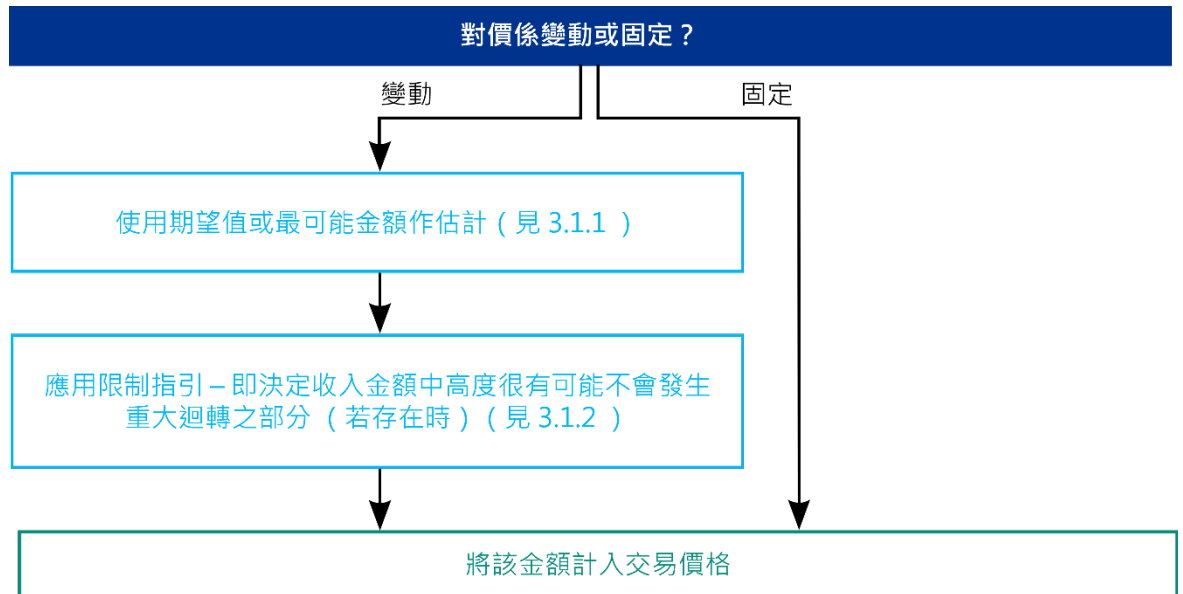 對價係變動或固定？
變動
固定
使用期望值或最可能金額作估計（見 3.1.1 ）
應用限制指引 – 即決定收入金額中高度很有可能不會發生
重大迴轉之部分 （若存在時）（見 3.1.2 ）
將該金額計入交易價格